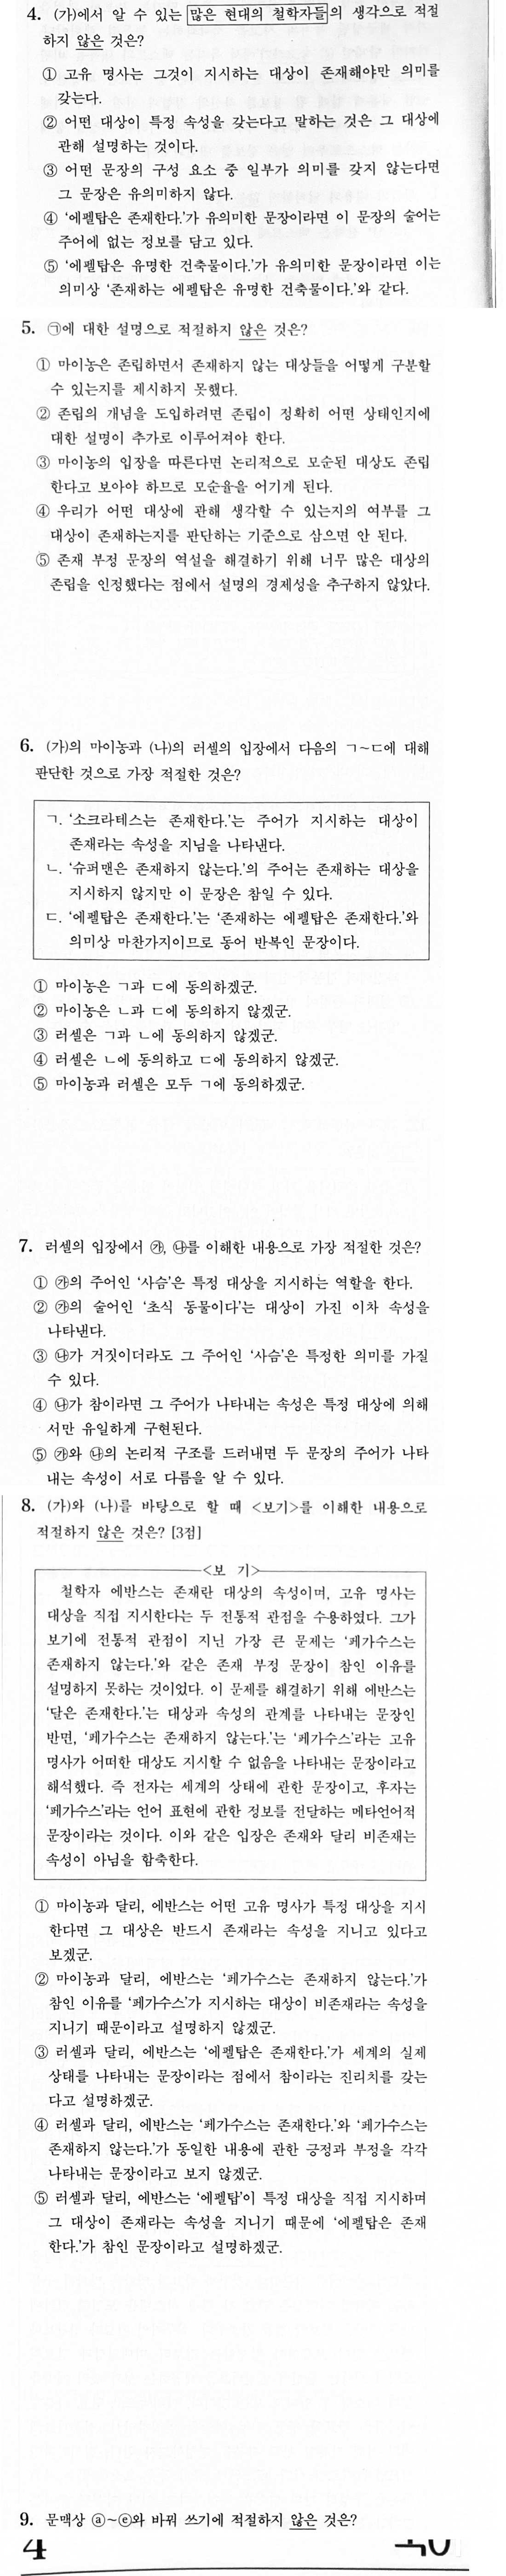 4. (가)에서 알 수 있는 많은 현대의 철학자들의 생각으로 적절
하지 않은 것은?
① 고유 명사는 그것이 지시하는 대상이 존재해야만 의미를
갖는다.
② 어떤 대상이 특정 속성을 갖는다고 말하는 것은 그 대상에
관해 설명하는 것이다.
③ 어떤 문장의 구성 요소 중 일부가 의미를 갖지 않는다면
그 문장은 유의미하지 않다.
④ ‘에펠탑은 존재한다.’가 유의미한 문장이라면 이 문장의 술어는
주어에 없는 정보를 담고 있다.
⑤ ‘에펠탑은 유명한 건축물이다.’가 유의미한 문장이라면 이는
의미상 ‘존재하는 에펠탑은 유명한 건축물이다.’와 같다.
5. ㉠에 대한 설명으로 적절하지 않은 것은?
① 마이농은 존립하면서 존재하지 않는 대상들을 어떻게 구분할
수 있는지를 제시하지 못했다.
② 존립의 개념을 도입하려면 존립이 정확히 어떤 상태인지에
대한 설명이 추가로 이루어져야 한다.
③ 마이농의 입장을 따른다면 논리적으로 모순된 대상도 존립
한다고 보아야 하므로 모순율을 어기게 된다.
④ 우리가 어떤 대상에 관해 생각할 수 있는지의 여부를 그
대상이 존재하는지를 판단하는 기준으로 삼으면 안 된다.
⑤ 존재 부정 문장의 역설을 해결하기 위해 너무 많은 대상의
존립을 인정했다는 점에서 설명의 경제성을 추구하지 않았다.
6. (가)의 마이농과 (나)의 러셀의 입장에서 다음의 ㄱ~ㄷ에 대해
판단한 것으로 가장 적절한 것은?
ㄱ. ‘소크라테스는 존재한다.’는 주어가 지시하는 대상이
존재라는 속성을 지님을 나타낸다.
ㄴ. ‘슈퍼맨은 존재하지 않는다.’의 주어는 존재하는 대상을
지시하지 않지만 이 문장은 참일 수 있다.
ㄷ. ‘에펠탑은 존재한다.’는 ‘존재하는 에펠탑은 존재한다.’와
의미상 마찬가지이므로 동어 반복인 문장이다.
① 마이농은 ㄱ과 ㄷ에 동의하겠군.
② 마이농은 ㄴ과 ㄷ에 동의하지 않겠군.
③ 러셀은 ㄱ과 ㄴ에 동의하지 않겠군.
④ 러셀은 ㄴ에 동의하고 ㄷ에 동의하지 않겠군.
⑤ 마이농과 러셀은 모두 ㄱ에 동의하겠군.
7. 러셀의 입장에서 ㉮, ㉯를 이해한 내용으로 가장 적절한 것은?
① ㉮의 주어인 ‘사슴’은 특정 대상을 지시하는 역할을 한다.
② ㉮의 술어인 ‘초식 동물이다’는 대상이 가진 이차 속성을
나타낸다.
③ ㉯가 거짓이더라도 그 주어인 ‘사슴’은 특정한 의미를 가질
수 있다.
④ ㉯가 참이라면 그 주어가 나타내는 속성은 특정 대상에 의해
서만 유일하게 구현된다.
⑤ ㉮와 ㉯의 논리적 구조를 드러내면 두 문장의 주어가 나타
내는 속성이 서로 다름을 알 수 있다.
8. (가)와 (나)를 바탕으로 할 때 <보기>를 이해한 내용으로
적절하지 않은 것은? [3점]
<보 기>
철학자 에반스는 존재란 대상의 속성이며, 고유 명사는
대상을 직접 지시한다는 두 전통적 관점을 수용하였다. 그가
보기에 전통적 관점이 지닌 가장 큰 문제는 ‘페가수스는
존재하지 않는다.’와 같은 존재 부정 문장이 참인 이유를
설명하지 못하는 것이었다. 이 문제를 해결하기 위해 에반스는
‘달은 존재한다.’는 대상과 속성의 관계를 나타내는 문장인
반면, ‘페가수스는 존재하지 않는다.’는 ‘페가수스’라는 고유
명사가 어떠한 대상도 지시할 수 없음을 나타내는 문장이라고
해석했다. 즉 전자는 세계의 상태에 관한 문장이고, 후자는
‘페가수스’라는 언어 표현에 관한 정보를 전달하는 메타언어적
문장이라는 것이다. 이와 같은 입장은 존재와 달리 비존재는
속성이 아님을 함축한다.
① 마이농과 달리, 에반스는 어떤 고유 명사가 특정 대상을 지시
한다면 그 대상은 반드시 존재라는 속성을 지니고 있다고
보겠군.
② 마이농과 달리, 에반스는 ‘페가수스는 존재하지 않는다.’가
참인 이유를 ‘페가수스’가 지시하는 대상이 비존재라는 속성을
지니기 때문이라고 설명하지 않겠군.
③ 러셀과 달리, 에반스는 ‘에펠탑은 존재한다.’가 세계의 실제
상태를 나타내는 문장이라는 점에서 참이라는 진리치를 갖는
다고 설명하겠군.
④ 러셀과 달리, 에반스는 ‘페가수스는 존재한다.’와 ‘페가수스는
존재하지 않는다.’가 동일한 내용에 관한 긍정과 부정을 각각
나타내는 문장이라고 보지 않겠군.
⑤ 러셀과 달리, 에반스는 ‘에펠탑’이 특정 대상을 직접 지시하며
그 대상이 존재라는 속성을 지니기 때문에 ‘에펠탑은 존재
한다.’가 참인 문장이라고 설명하겠군.
9. 문맥상 ⓐ~ⓔ와 바꿔 쓰기에 적절하지 않은 것은?
4